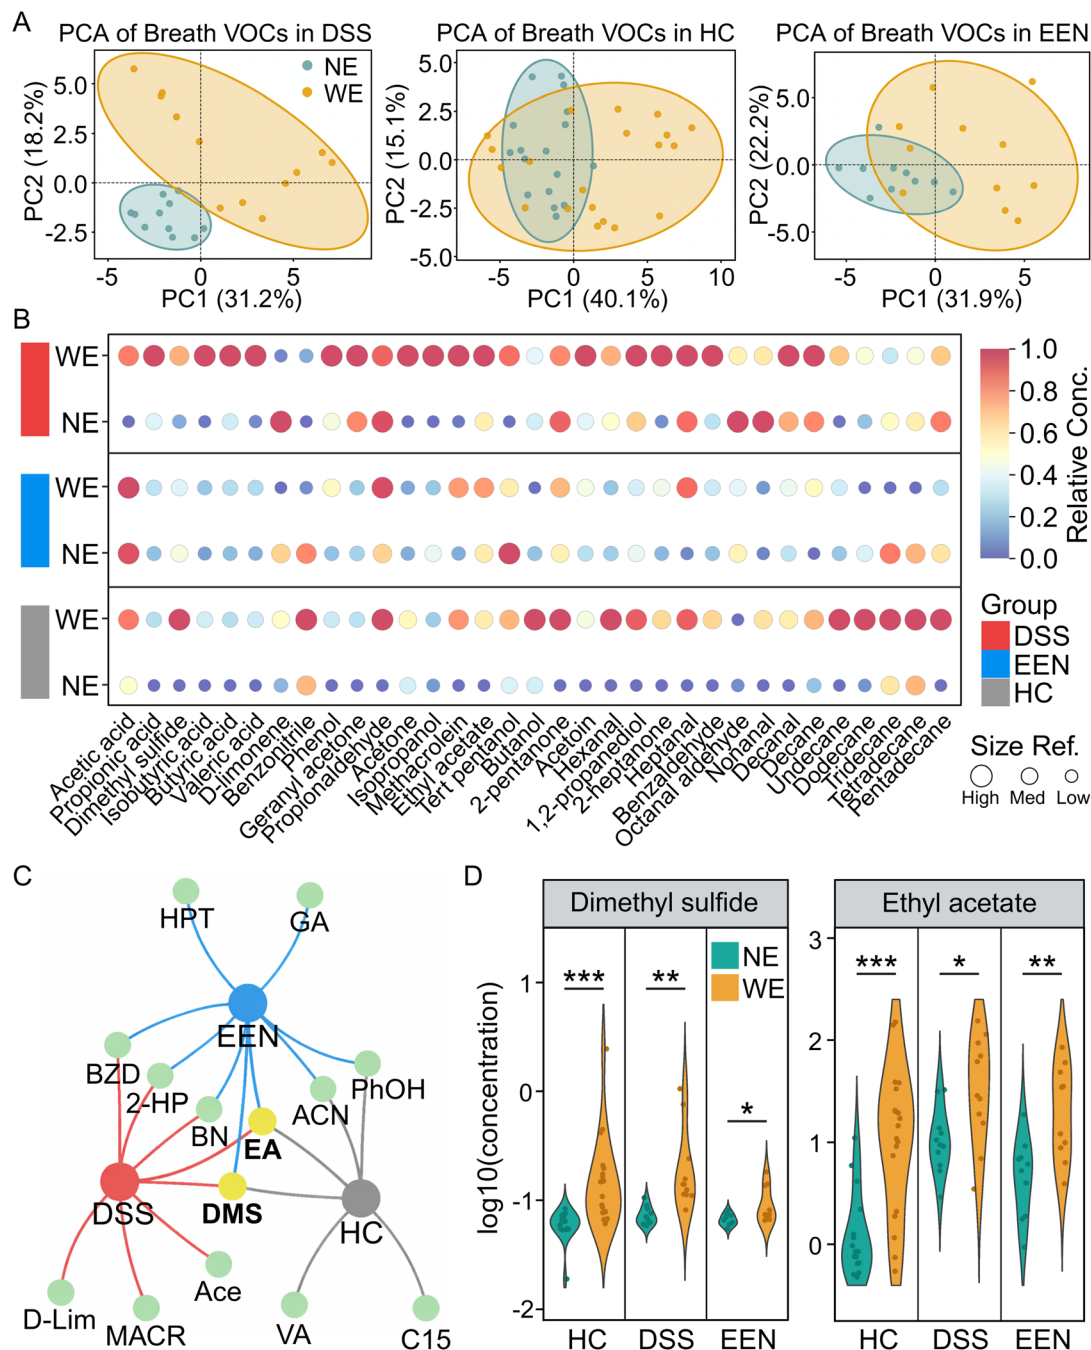 A
PCA of Breath VOCs in DSS
PCA of Breath VOCs in HC
PCA of Breath VOCs in EEN
NE
WE
PC2 (18.2%)
5.0
2.5
0.0
-2.5
-5
0
5
PC1 (31.2%)
PC2 (15.1%)
5.0
2.5
0.0
-2.5
-5.0
-5
0
5
10
PC1 (40.1%)
PC2 (22.2%)
5.0
0.0
-5.0
-5
0
5
PC1 (31.9%)
B
WE
NE
WE
NE
WE
NE
Acetic acid
Propionic acid
Dimethyl sulfide
Isobutyric acid
Butyric acid
Valeric acid
D-limonene
Benzonitrile
Phenol
Geranyl acetone
Propionaldehyde
Acetone
Isopropanol
Methacrolein
Ethyl acetate
Tert pentanol
Butanol
2-pentanone
Acetoin
Hexanal
1,2-propanediol
2-heptanone
Heptanal
Benzaldehyde
Octanal aldehyde
Nonanal
Decanal
Decane
Undecane
Dodecane
Tridecane
Tetradecane
Pentadecane
1.0
0.8
0.6
0.4
0.2
0.0
Relative Conc.
Group
DSS
EEN
HC
Size Ref.
High Med Low
C
HPT
GA
EEN
BZD
2-HP
BN
EA
ACN
PhOH
DSS
DMS
HC
D-Lim
MACR
Ace
VA
C15
D
Dimethyl sulfide
Ethyl acetate
NE
WE
log10(concentration)
1
0
-1
-2
***
**
*
HC
DSS
EEN
3
2
1
0
***
*
**
HC
DSS
EEN